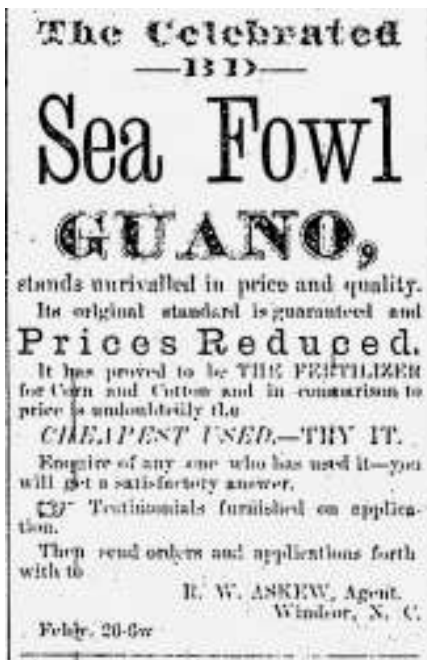 The Celebrated
—BD—
Sea Fowl
GUANO,
stands unrivalled in price and quality.
Its original standard is guaranteed and
Prices Reduced.
It has proved to be THE FERTILIZER
for Corn and Cotton and in comparison to
price is undoubtedly the
CHEAPEST USED.—TRY IT.
Enquire of any one who has used it—you
will get a satisfactory answer.
☞ Testimonials furnished on applica-
tion.
Then send orders and applications forth
with to
R. W. ASKEW, Agent.
Windsor, N. C.
Febr. 26-6w